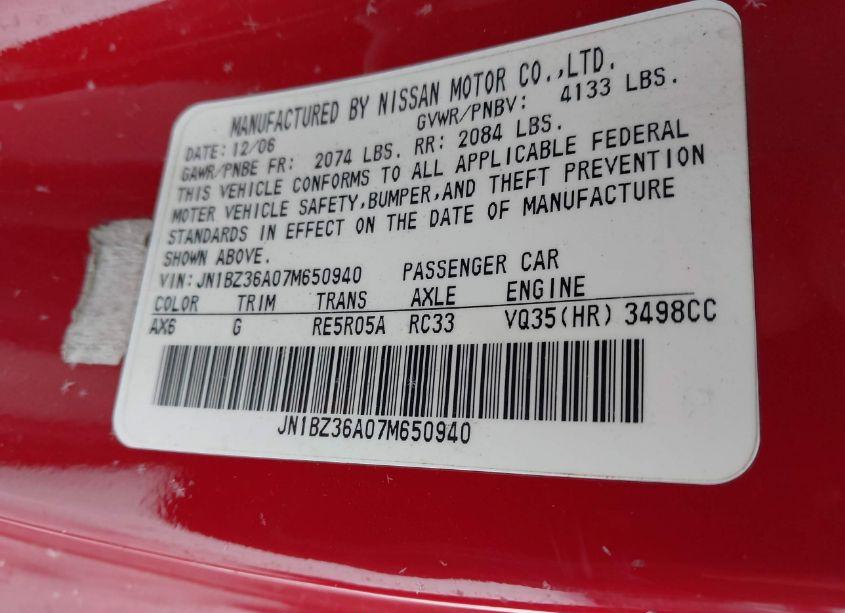 MANUFACTURED BY NISSAN MOTOR CO.,LTD.
DATE: 12/06 GVWR/PNBV: 4133 LBS.
GAWR/PNBE FR: 2074 LBS. RR: 2084 LBS.
THIS VEHICLE CONFORMS TO ALL APPLICABLE FEDERAL
MOTER VEHICLE SAFETY,BUMPER,AND THEFT PREVENTION
STANDARDS IN EFFECT ON THE DATE OF MANUFACTURE
SHOWN ABOVE.
VIN: JN1BZ36A07M650940 PASSENGER CAR
COLOR TRIM TRANS AXLE ENGINE
AX6 G RE5R05A RC33 VQ35(HR) 3498CC
JN1BZ36A07M650940